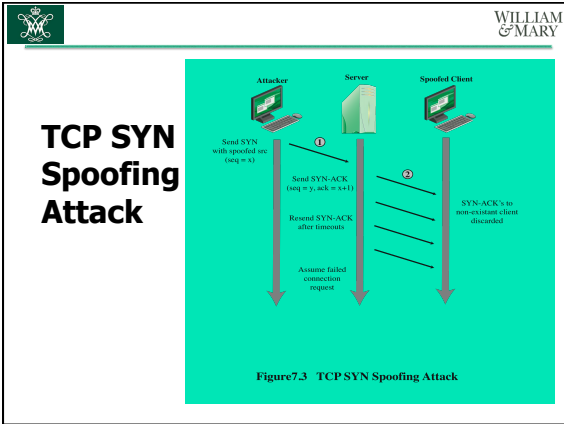 WILLIAM
& MARY
TCP SYN
Spoofing
Attack
Attacker
Server
Spoofed Client
Send SYN
with spoofed src
(seq = x)
1
Send SYN-ACK
(seq = y, ack = x+1)
2
SYN-ACK's to
non-existant client
discarded
Resend SYN-ACK
after timeouts
Assume failed
connection
request
Figure7.3 TCP SYN Spoofing Attack